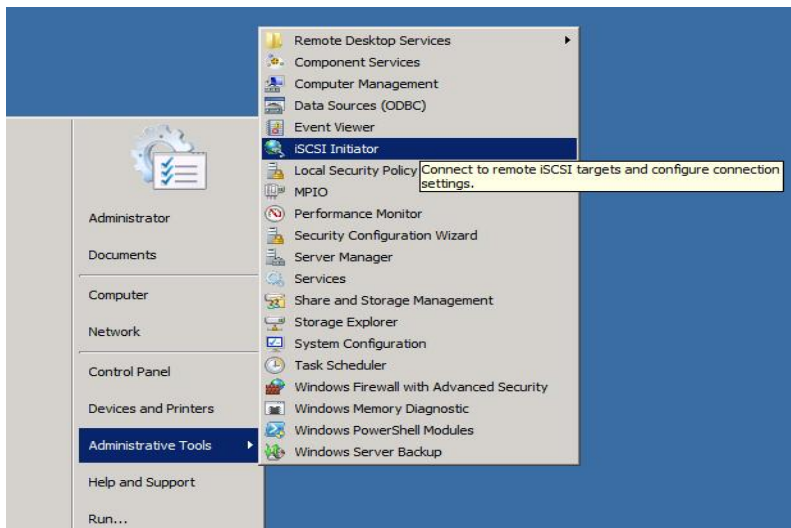 Remote Desktop Services
Component Services
Computer Management
Data Sources (ODBC)
Event Viewer
iSCSI Initiator
Local Security Policy
Connect to remote iSCSI targets and configure connection
settings.
MPIO
Performance Monitor
Security Configuration Wizard
Server Manager
Services
Share and Storage Management
Storage Explorer
System Configuration
Task Scheduler
Windows Firewall with Advanced Security
Windows Memory Diagnostic
Windows PowerShell Modules
Windows Server Backup
Administrator
Documents
Computer
Network
Control Panel
Devices and Printers
Administrative Tools
Help and Support
Run...